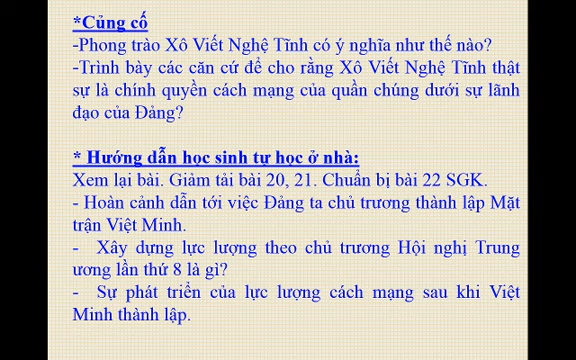 *Củng cố
-Phong trào Xô Viết Nghệ Tĩnh có ý nghĩa như thế nào?
-Trình bày các căn cứ để cho rằng Xô Viết Nghệ Tĩnh thật
sự là chính quyền cách mạng của quần chúng dưới sự lãnh
đạo của Đảng?
* Hướng dẫn học sinh tự học ở nhà:
Xem lại bài. Giảm tải bài 20, 21. Chuẩn bị bài 22 SGK.
- Hoàn cảnh dẫn tới việc Đảng ta chủ trương thành lập Mặt
trận Việt Minh.
- Xây dựng lực lượng theo chủ trương Hội nghị Trung
ương lần thứ 8 là gì?
- Sự phát triển của lực lượng cách mạng sau khi Việt
Minh thành lập.